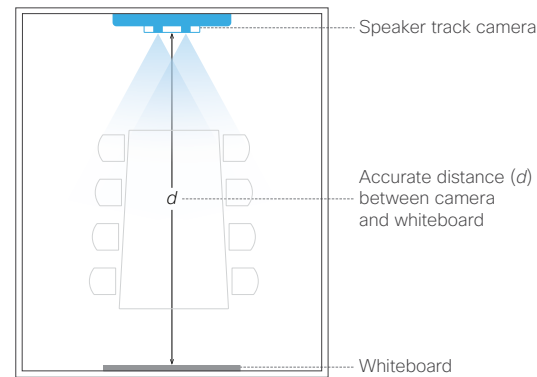 Speaker track camera
d
Accurate distance (d)
between camera
and whiteboard
Whiteboard